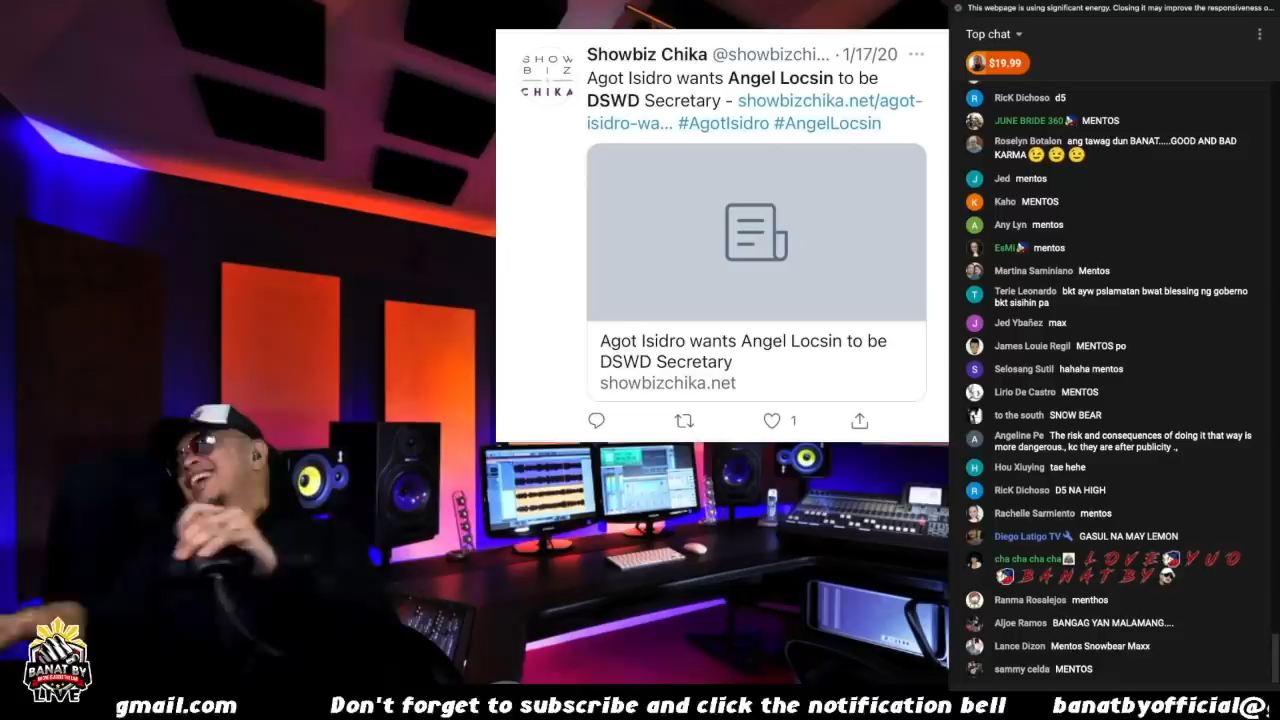 This webpage is using significant energy. Closing it may improve the responsiveness o...
Top chat
$19.99
SHOW
BIZ
CHIKA
Showbiz Chika @showbizchi... · 1/17/20
Agot Isidro wants Angel Locsin to be
DSWD Secretary - showbizchika.net/agot-
isidro-wa... #AgotIsidro #AngelLocsin
Agot Isidro wants Angel Locsin to be
DSWD Secretary
showbizchika.net
1
RicK Dichoso d5
JUNE BRIDE 360 MENTOS
Roselyn Botalon ang tawag dun BANAT.....GOOD AND BAD
KARMA
J
Jed mentos
K
Kaho MENTOS
A
Any Lyn mentos
EsMi mentos
Martina Saminiano Mentos
T
Terie Leonardo bkt ayw pslamatan bwat blessing ng goberno
bkt sisihin pa
J
Jed Ybañez max
James Louie Regil MENTOS po
S
Selosang Sutil hahaha mentos
Lirio De Castro MENTOS
to the south SNOW BEAR
A
Angeline Pe The risk and consequences of doing it that way is
more dangerous., kc they are after publicity .,
H
Hou Xiuying tae hehe
R
RicK Dichoso D5 NA HIGH
Rachelle Sarmiento mentos
Diego Latigo TV GASUL NA MAY LEMON
cha cha cha cha L O V E Y U O
B A N A T B Y
Ranma Rosalejos menthos
Aljoe Ramos BANGAG YAN MALAMANG....
Lance Dizon Mentos Snowbear Maxx
sammy celda MENTOS
BANAT BY
LIVE
gmail.com Don't forget to subscribe and click the notification bell banatbyofficial@